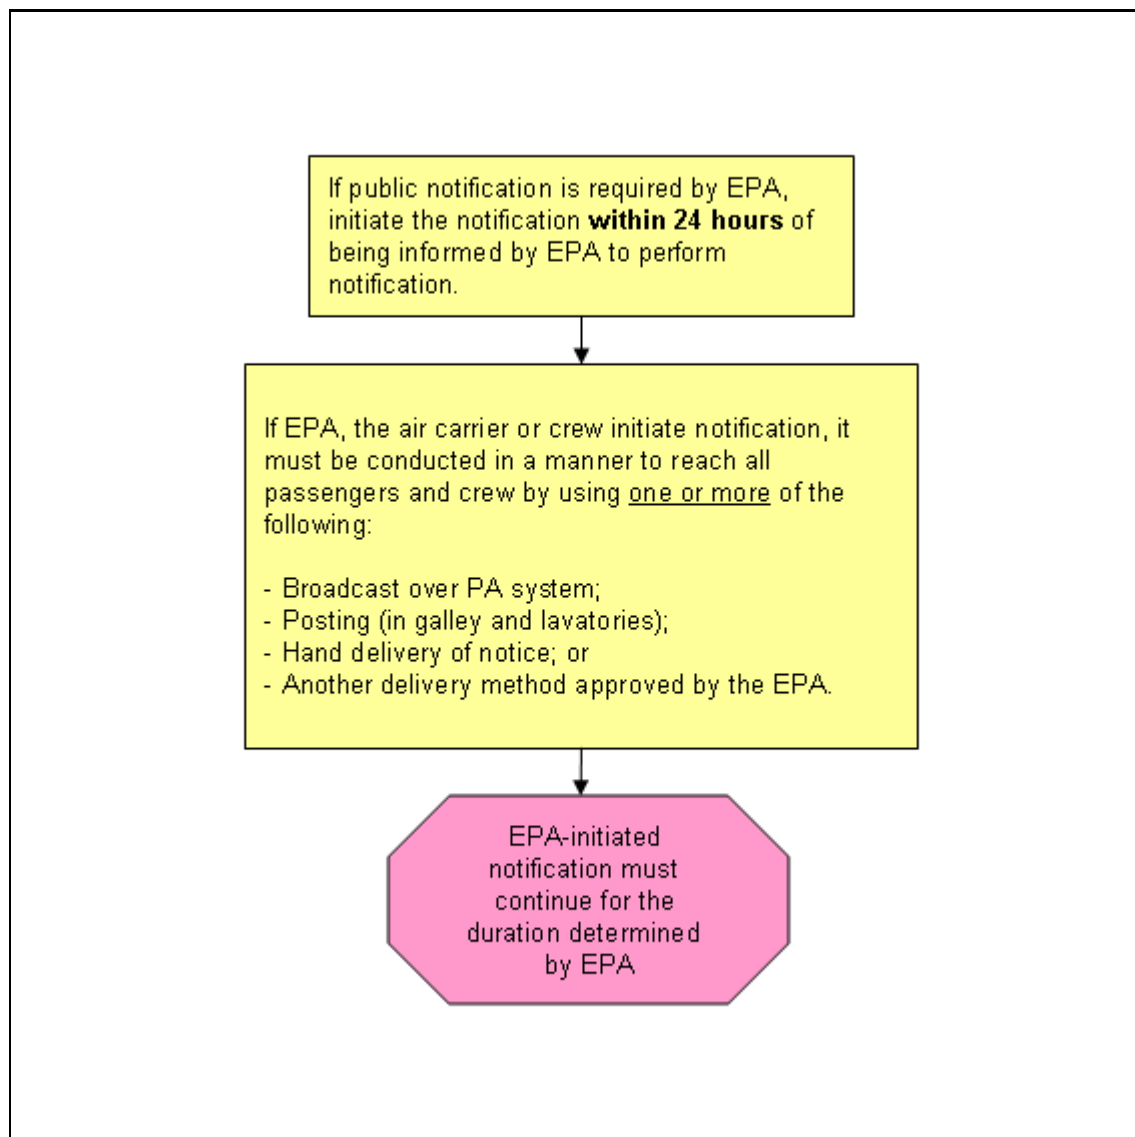 If public notification is required by EPA,
initiate the notification within 24 hours of
being informed by EPA to perform
notification.
If EPA, the air carrier or crew initiate notification, it
must be conducted in a manner to reach all
passengers and crew by using one or more of the
following:
- Broadcast over PA system;
- Posting (in galley and lavatories);
- Hand delivery of notice; or
- Another delivery method approved by the EPA.
EPA-initiated
notification must
continue for the
duration determined
by EPA